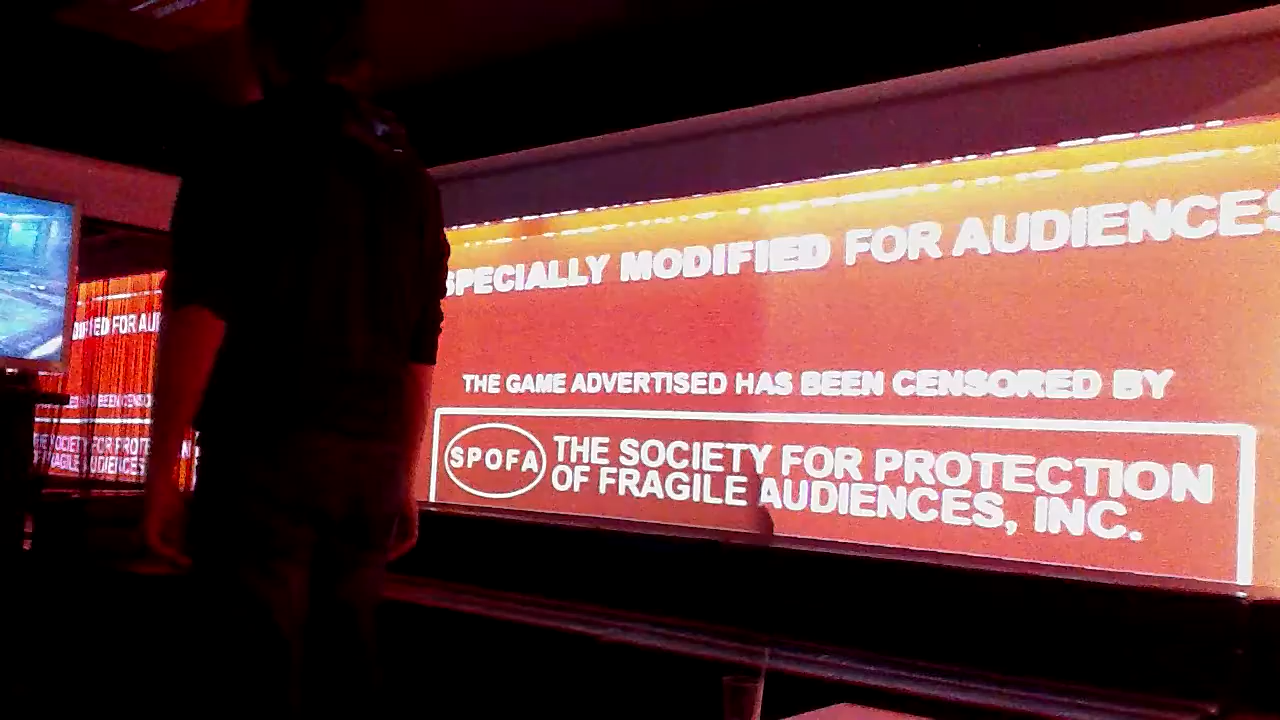 SPECIALLY MODIFIED FOR AUDIENCES
THE GAME ADVERTISED HAS BEEN CENSORED BY
SPOFA
THE SOCIETY FOR PROTECTION
OF FRAGILE AUDIENCES, INC.